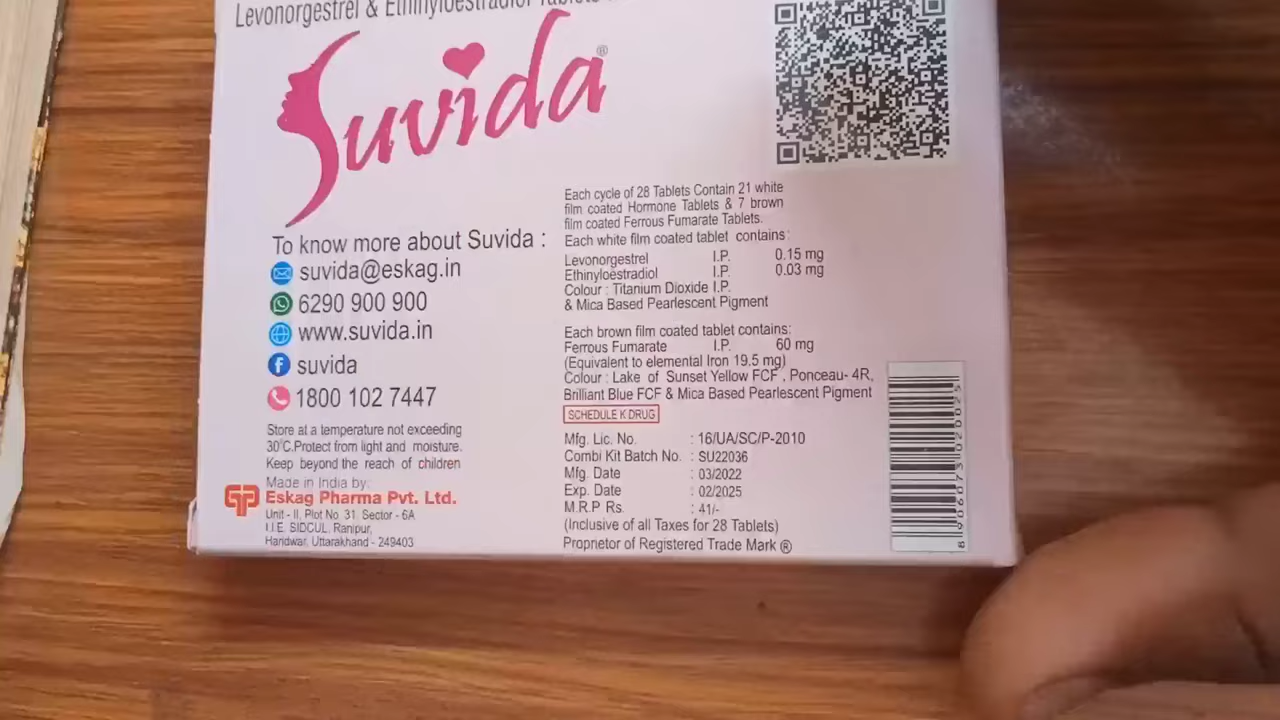 Levonorgestrel & Ethinyloestradiol Tablets
Suvida®
To know more about Suvida :
suvida@eskag.in
6290 900 900
www.suvida.in
suvida
1800 102 7447
Store at a temperature not exceeding
30°C.Protect from light and moisture.
Keep beyond the reach of children
Made in India by:
Eskag Pharma Pvt. Ltd.
Unit - II, Plot No. 31, Sector - 6A
I.I.E. SIDCUL, Ranipur,
Haridwar, Uttarakhand - 249403
Each cycle of 28 Tablets Contain 21 white
film coated Hormone Tablets & 7 brown
film coated Ferrous Fumarate Tablets.
Each white film coated tablet contains:
Levonorgestrel I.P. 0.15 mg
Ethinyloestradiol I.P. 0.03 mg
Colour : Titanium Dioxide I.P.
& Mica Based Pearlescent Pigment
Each brown film coated tablet contains:
Ferrous Fumarate I.P. 60 mg
(Equivalent to elemental Iron 19.5 mg)
Colour : Lake of Sunset Yellow FCF , Ponceau- 4R,
Brilliant Blue FCF & Mica Based Pearlescent Pigment
SCHEDULE K DRUG
Mfg. Lic. No. : 16/UA/SC/P-2010
Combi Kit Batch No. : SU22036
Mfg. Date : 03/2022
Exp. Date : 02/2025
M.R.P Rs. : 41/-
(Inclusive of all Taxes for 28 Tablets)
Proprietor of Registered Trade Mark ®
8 906073 020025